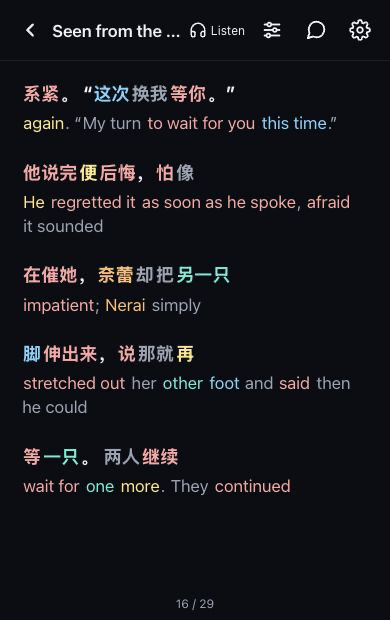 Seen from the ... Listen
系紧。“这次换我等你。”
again. “My turn to wait for you this time.”
他说完便后悔，怕像
He regretted it as soon as he spoke, afraid
it sounded
在催她，奈蕾却把另一只
impatient; Nerai simply
脚伸出来，说那就再
stretched out her other foot and said then
he could
等一只。两人继续
wait for one more. They continued
16 / 29